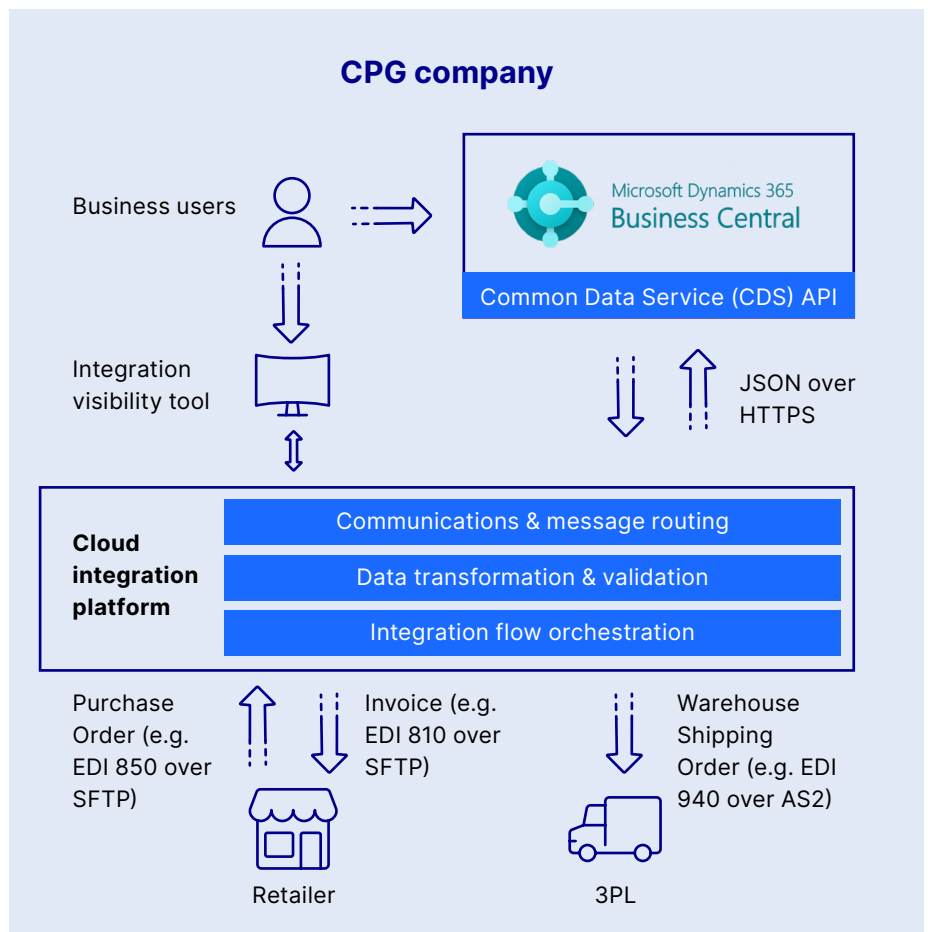 CPG company
Business users
Microsoft Dynamics 365
Business Central
Common Data Service (CDS) API
Integration
visibility tool
JSON over
HTTPS
Cloud
integration
platform
Communications & message routing
Data transformation & validation
Integration flow orchestration
Purchase
Order (e.g.
EDI 850 over
SFTP)
Invoice (e.g.
EDI 810 over
SFTP)
Warehouse
Shipping
Order (e.g. EDI
940 over AS2)
Retailer
3PL